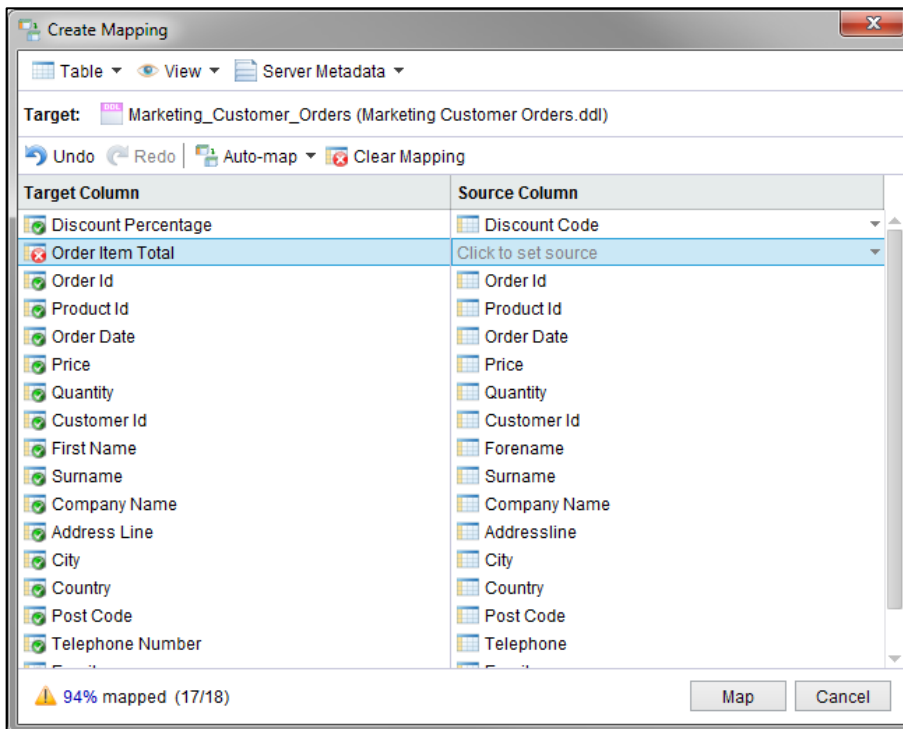 Create Mapping
Table View Server Metadata
Target: DDL Marketing_Customer_Orders (Marketing Customer Orders.ddl)
Undo Redo Auto-map Clear Mapping
Target Column Source Column
Discount Percentage Discount Code
Order Item Total Click to set source
Order Id Order Id
Product Id Product Id
Order Date Order Date
Price Price
Quantity Quantity
Customer Id Customer Id
First Name Forename
Surname Surname
Company Name Company Name
Address Line Addressline
City City
Country Country
Post Code Post Code
Telephone Number Telephone
94% mapped (17/18) Map Cancel